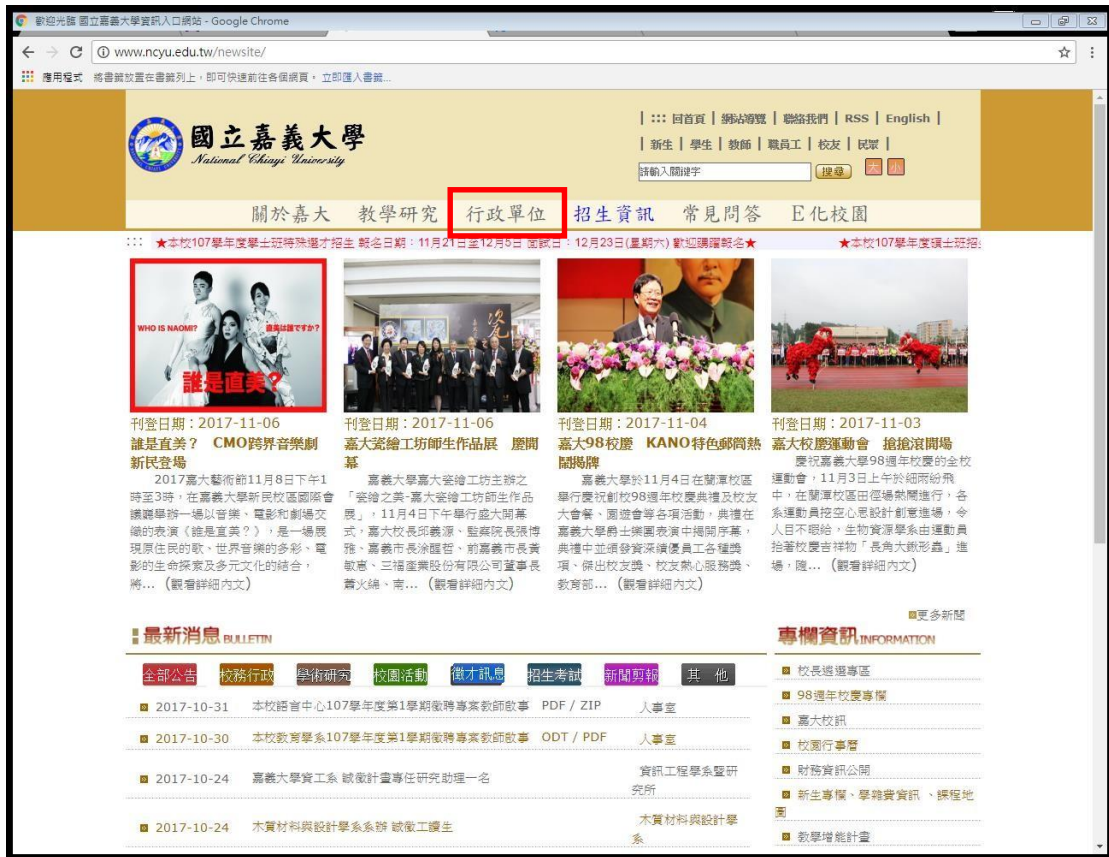 歡迎光臨 國立嘉義大學資訊入口網站 - Google Chrome
www.ncyu.edu.tw/newsite/
應用程式 將書籤放置在書籤列上，即可快速前往各個網頁。 立即匯入書籤...
國立嘉義大學
National Chiayi University
| ::: 回首頁 | 網站導覽 | 聯絡我們 | RSS | English |
| 新生 | 學生 | 教師 | 職員工 | 校友 | 民眾 |
請輸入關鍵字 搜尋 大 小
關於嘉大 教學研究 行政單位 招生資訊 常見問答 E化校園
::: ★本校107學年度學士班特殊選才招生 報名日期：11月21日至12月5日 面試日：12月23日(星期六) 歡迎踴躍報名★ ★本校107學年度碩士班招
WHO IS NAOMI? 直美は誰ですか?
誰是直美?
瓷
刊登日期：2017-11-06
誰是直美？ CMO跨界音樂劇
新民登場
2017嘉大藝術節11月8日下午1
時至3時，在嘉義大學新民校區國際會
議廳舉辦一場以音樂、電影和劇場交
織的表演《誰是直美？》，是一場展
現原住民的歌、世界音樂的多彩、電
影的生命探索及多元文化的結合，
將... (觀看詳細內文)
刊登日期：2017-11-06
嘉大瓷繪工坊師生作品展 慶開
幕
嘉義大學嘉大瓷繪工坊主辦之
「瓷繪之美-嘉大瓷繪工坊師生作品
展」，11月4日下午舉行盛大開幕
式，嘉大校長邱義源、監察院長張博
雅、嘉義市長涂醒哲、前嘉義市長黃
敏惠、三福產業股份有限公司董事長
蕭火綿、南... (觀看詳細內文)
刊登日期：2017-11-04
嘉大98校慶 KANO特色郵筒熱
鬧揭牌
嘉義大學於11月4日在蘭潭校區
舉行慶祝創校98週年校慶典禮及校友
大會餐、園遊會等各項活動，典禮在
嘉義大學爵士樂團表演中揭開序幕，
典禮中並頒發資深績優員工各種獎
項、傑出校友獎、校友熱心服務獎、
教育部... (觀看詳細內文)
刊登日期：2017-11-03
嘉大校慶運動會 搶搶滾開場
慶祝嘉義大學98週年校慶的全校
運動會，11月3日上午於細雨紛飛
中，在蘭潭校區田徑場熱鬧進行，各
系運動員挖空心思設計創意進場，令
人目不暇給，生物資源學系由運動員
抬著校慶吉祥物「長角大鍬形蟲」進
場，隨... (觀看詳細內文)
更多新聞
最新消息 BULLETIN
全部公告 校務行政 學術研究 校園活動 徵才訊息 招生考試 新聞剪報 其 他
2017-10-31 本校語言中心107學年度第1學期徵聘專案教師啟事 PDF / ZIP 人事室
2017-10-30 本校教育學系107學年度第1學期徵聘專案教師啟事 ODT / PDF 人事室
2017-10-24 嘉義大學資工系 誠徵計畫專任研究助理一名 資訊工程學系暨研
究所
2017-10-24 木質材料與設計學系系辦 誠徵工讀生 木質材料與設計學
系
專欄資訊 INFORMATION
校長遴選專區
98週年校慶專欄
嘉大校訊
校園行事曆
財務資訊公開
新生專欄、學雜費資訊 、課程地
圖
教學增能計畫